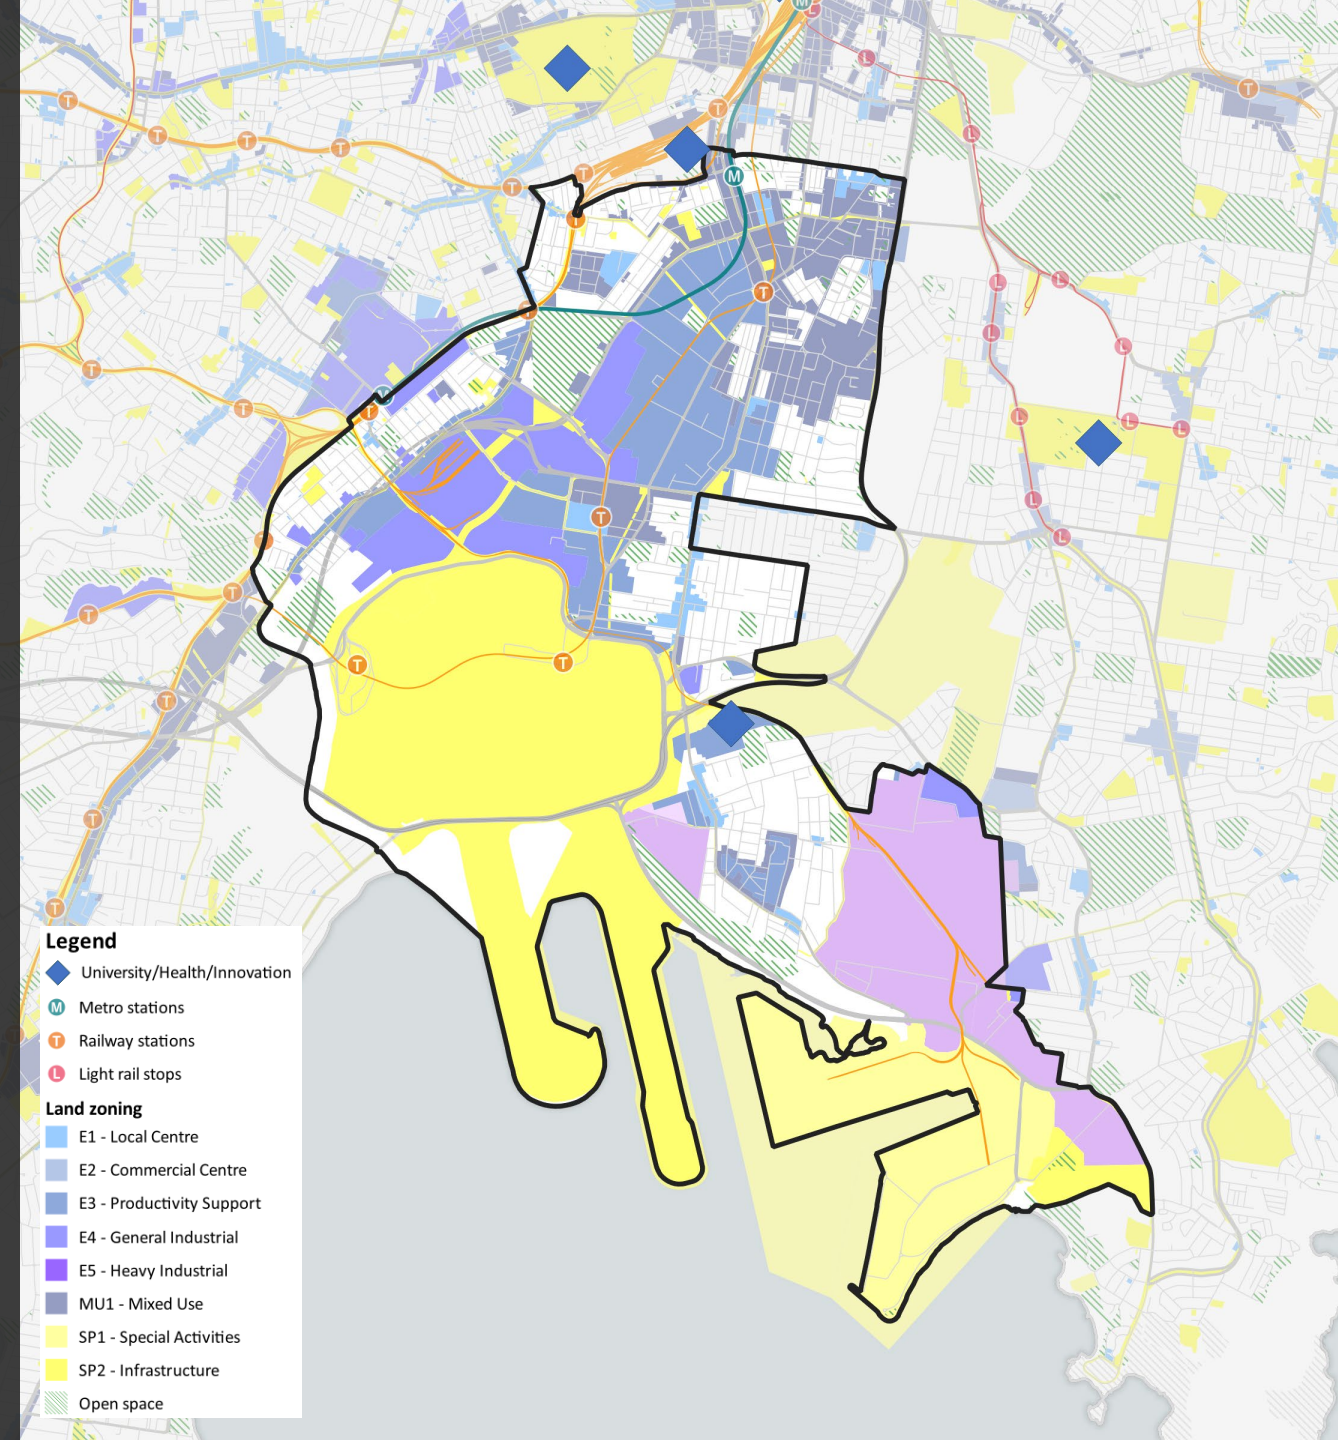 M
L
L
T
T
T
T
T
T
T
T
L
M
T
T
L
L
T
T
L
L
T
M
T
T
L
L
L
L
T
T
L
T
T
T
T
T
T
T
Legend
University/Health/Innovation
M Metro stations
T Railway stations
L Light rail stops
Land zoning
E1 - Local Centre
E2 - Commercial Centre
E3 - Productivity Support
E4 - General Industrial
E5 - Heavy Industrial
MU1 - Mixed Use
SP1 - Special Activities
SP2 - Infrastructure
Open space